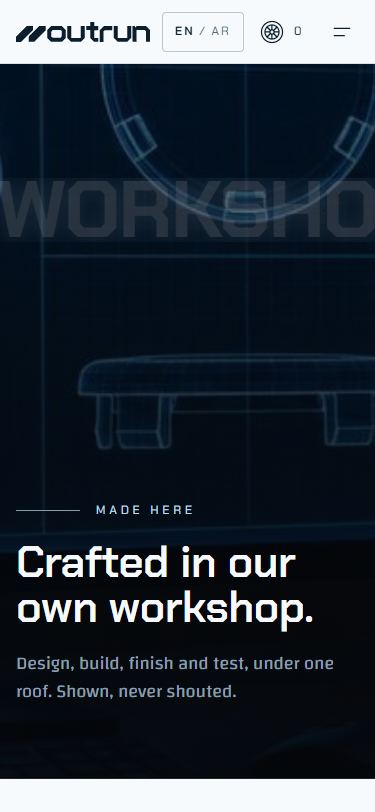 outrun
EN / AR
0
WORKSHO
MADE HERE
Crafted in our
own workshop.
Design, build, finish and test, under one
roof. Shown, never shouted.